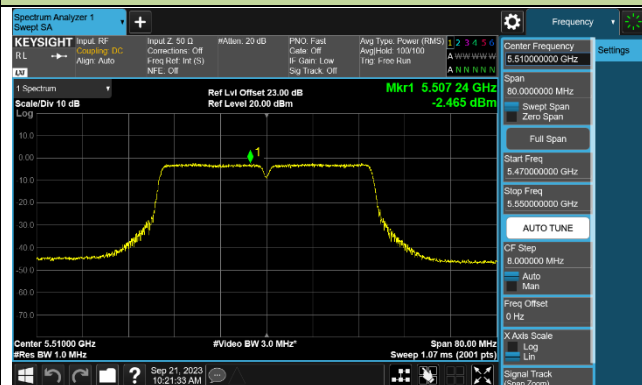 Spectrum Analyzer 1
Swept SA
Frequency
KEYSIGHT
RL
LXI
Input: RF
Coupling: DC
Align: Auto
Input Z: 50 Ω
Corrections: Off
Freq Ref: Int (S)
NFE: Off
#Atten: 20 dB
PNO: Fast
Gate: Off
IF Gain: Low
Sig Track: Off
Avg Type: Power (RMS)
Avg|Hold: 100/100
Trig: Free Run
1 2 3 4 5 6
A W W W W W
A N N N N N
1 Spectrum
Scale/Div 10 dB
Log
Ref Lvl Offset 23.00 dB
Ref Level 20.00 dBm
Mkr1 5.507 24 GHz
-2.465 dBm
10.0
0.00
1
-10.0
-20.0
-30.0
-40.0
-50.0
-60.0
-70.0
Center 5.51000 GHz
#Res BW 1.0 MHz
#Video BW 3.0 MHz*
Span 80.00 MHz
Sweep 1.07 ms (2001 pts)
Center Frequency
5.510000000 GHz
Settings
Span
80.0000000 MHz
Swept Span
Zero Span
Full Span
Start Freq
5.470000000 GHz
Stop Freq
5.550000000 GHz
AUTO TUNE
CF Step
8.000000 MHz
Auto
Man
Freq Offset
0 Hz
X Axis Scale
Log
Lin
Signal Track
(Span Zoom)
Sep 21, 2023
10:21:33 AM